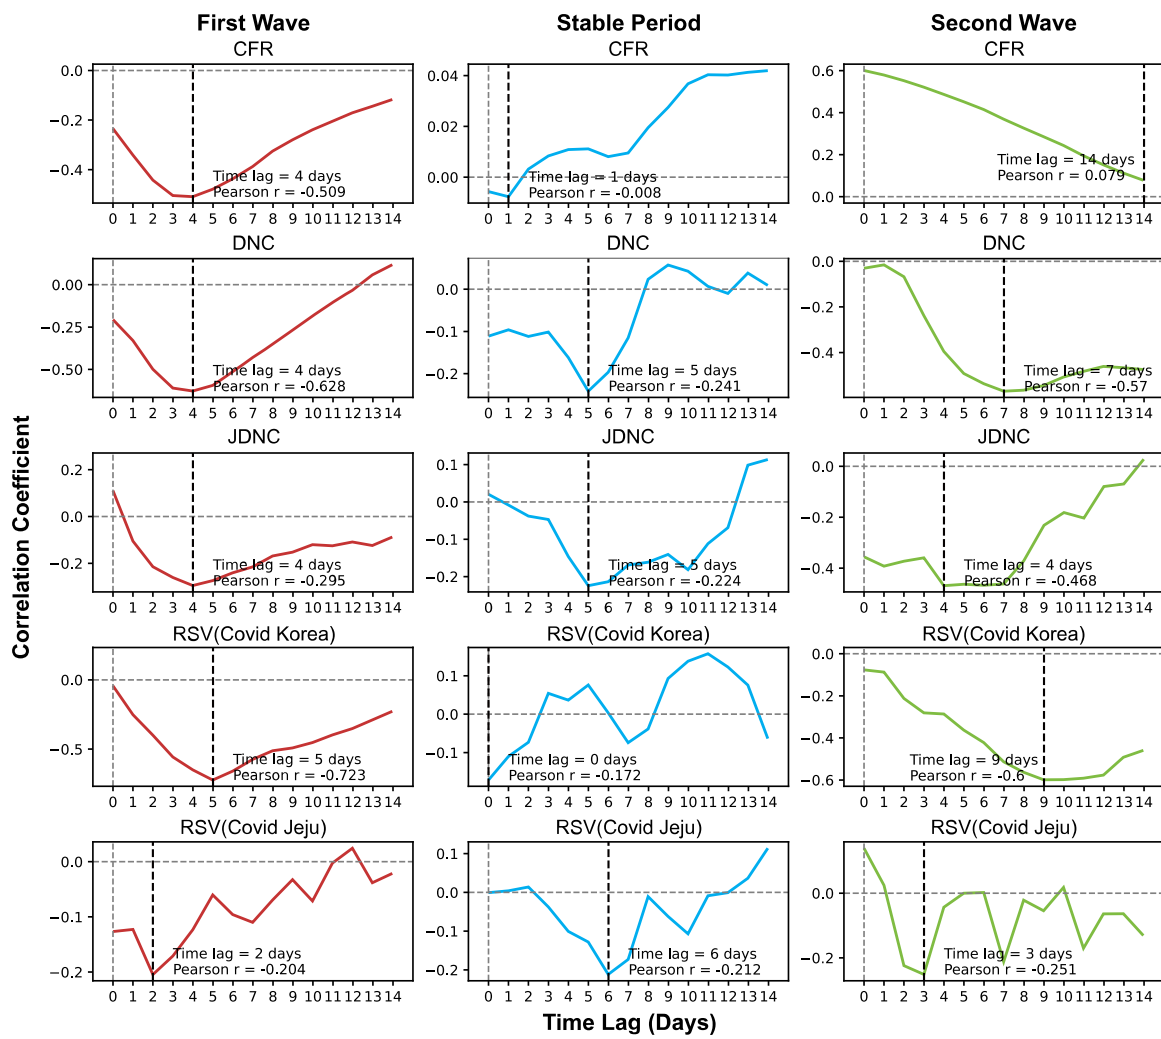 First Wave
Stable Period
Second Wave
CFR
CFR
CFR
0.0
−0.2
−0.4
Time lag = 4 days
Pearson r = -0.509
0 1 2 3 4 5 6 7 8 9 10 11 12 13 14
0.04
0.02
0.00
Time lag = 1 days
Pearson r = -0.008
0 1 2 3 4 5 6 7 8 9 10 11 12 13 14
0.6
0.4
0.2
0.0
Time lag = 14 days
Pearson r = 0.079
0 1 2 3 4 5 6 7 8 9 10 11 12 13 14
DNC
DNC
DNC
0.00
−0.25
−0.50
Time lag = 4 days
Pearson r = -0.628
0 1 2 3 4 5 6 7 8 9 10 11 12 13 14
0.0
−0.1
−0.2
Time lag = 5 days
Pearson r = -0.241
0 1 2 3 4 5 6 7 8 9 10 11 12 13 14
0.0
−0.2
−0.4
Time lag = 7 days
Pearson r = -0.57
0 1 2 3 4 5 6 7 8 9 10 11 12 13 14
Correlation Coefficient
JDNC
JDNC
JDNC
0.2
0.0
−0.2
Time lag = 4 days
Pearson r = -0.295
0 1 2 3 4 5 6 7 8 9 10 11 12 13 14
0.1
0.0
−0.1
−0.2
Time lag = 5 days
Pearson r = -0.224
0 1 2 3 4 5 6 7 8 9 10 11 12 13 14
0.0
−0.2
−0.4
Time lag = 4 days
Pearson r = -0.468
0 1 2 3 4 5 6 7 8 9 10 11 12 13 14
RSV(Covid Korea)
RSV(Covid Korea)
RSV(Covid Korea)
0.0
−0.5
Time lag = 5 days
Pearson r = -0.723
0 1 2 3 4 5 6 7 8 9 10 11 12 13 14
0.1
0.0
−0.1
Time lag = 0 days
Pearson r = -0.172
0 1 2 3 4 5 6 7 8 9 10 11 12 13 14
0.0
−0.2
−0.4
−0.6
Time lag = 9 days
Pearson r = -0.6
0 1 2 3 4 5 6 7 8 9 10 11 12 13 14
RSV(Covid Jeju)
RSV(Covid Jeju)
RSV(Covid Jeju)
0.0
−0.1
−0.2
Time lag = 2 days
Pearson r = -0.204
0 1 2 3 4 5 6 7 8 9 10 11 12 13 14
0.1
0.0
−0.1
−0.2
Time lag = 6 days
Pearson r = -0.212
0 1 2 3 4 5 6 7 8 9 10 11 12 13 14
0.0
−0.2
Time lag = 3 days
Pearson r = -0.251
0 1 2 3 4 5 6 7 8 9 10 11 12 13 14
Time Lag (Days)